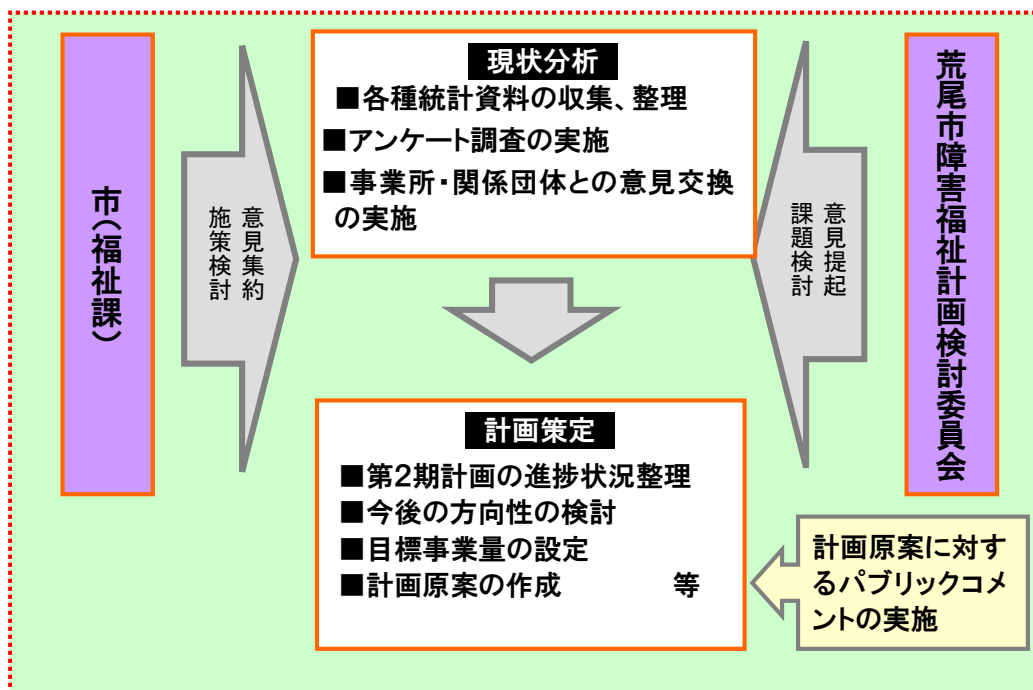 市（福祉課）
意見集約
施策検討
現状分析
■各種統計資料の収集、整理
■アンケート調査の実施
■事業所・関係団体との意見交換
の実施
意見提起
課題検討
荒尾市障害福祉計画検討委員会
計画策定
■第2期計画の進捗状況整理
■今後の方向性の検討
■目標事業量の設定
■計画原案の作成　　　　等
計画原案に対す
るパブリックコメ
ントの実施